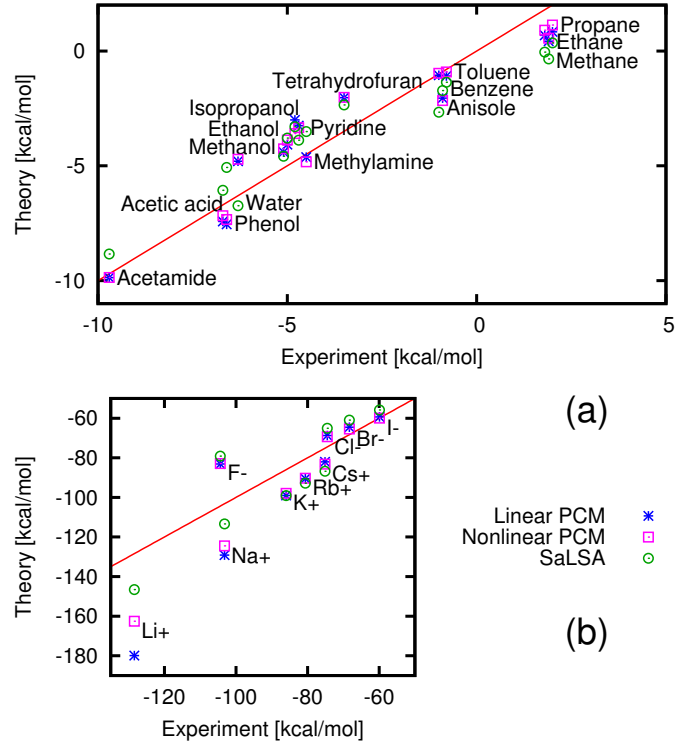 0
-5
-10
-10
-5
0
5
Theory [kcal/mol]
Experiment [kcal/mol]
Propane
Ethane
Methane
Tetrahydrofuran
Toluene
Benzene
Anisole
Isopropanol
Ethanol
Pyridine
Methanol
Methylamine
Acetic acid
Water
Phenol
Acetamide
(a)
-60
-80
-100
-120
-140
-160
-180
-120
-100
-80
-60
Theory [kcal/mol]
Experiment [kcal/mol]
I-
Br-
Cl-
F-
Cs+
Rb+
K+
Na+
Li+
Linear PCM
Nonlinear PCM
SaLSA
(b)